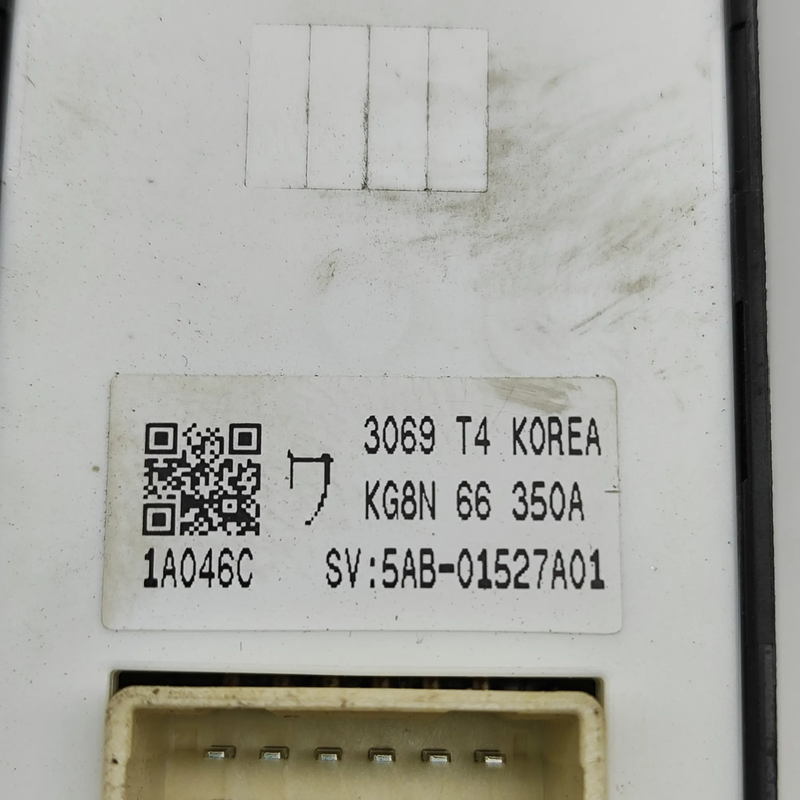 3069 T4 KOREA
ワ KG8N 66 350A
1A046C SV:5AB-01527A01